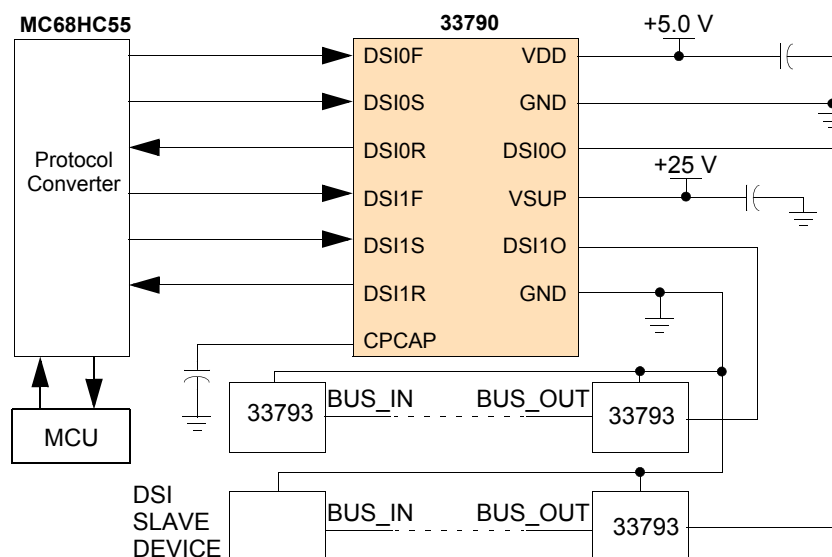 MC68HC55
33790
+5.0 V
DSI0F
VDD
DSI0S
GND
DSI0R
DSI0O
Protocol
Converter
+25 V
DSI1F
VSUP
DSI1S
DSI1O
DSI1R
GND
CPCAP
MCU
33793
BUS_IN
BUS_OUT
33793
DSI
SLAVE
DEVICE
BUS_IN
BUS_OUT
33793